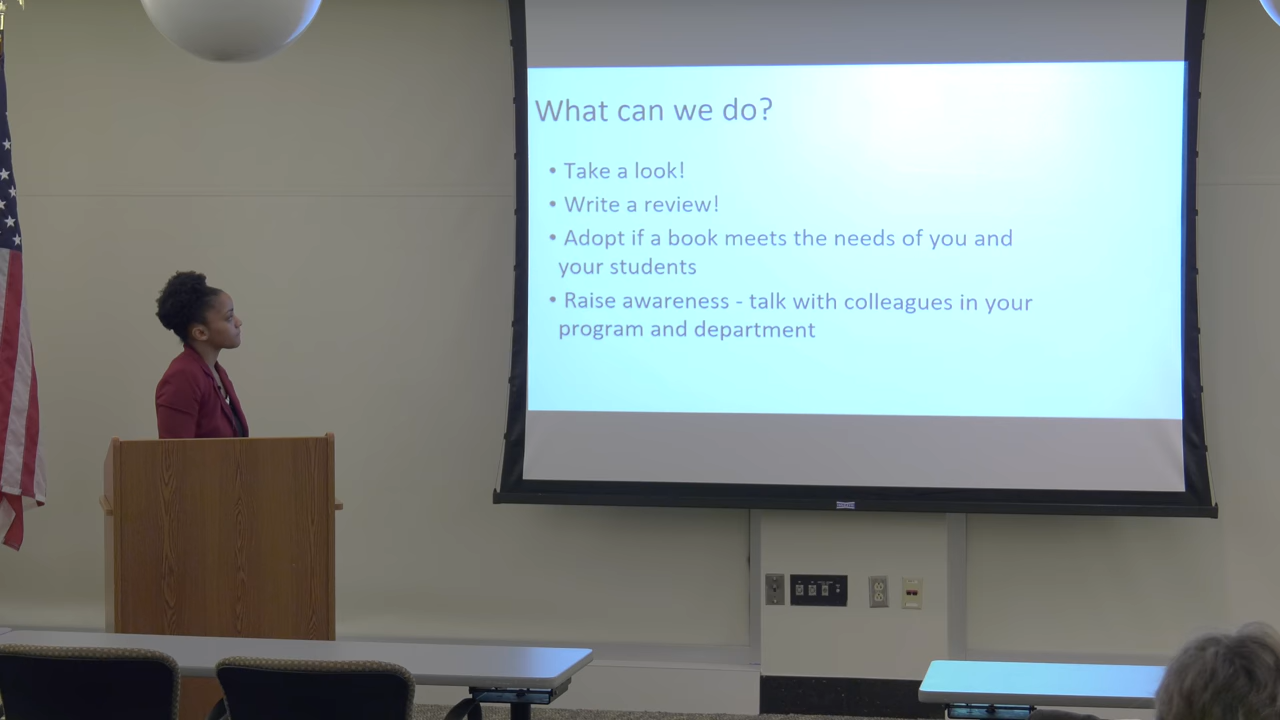 What can we do?
• Take a look!
• Write a review!
• Adopt if a book meets the needs of you and
your students
• Raise awareness - talk with colleagues in your
program and department